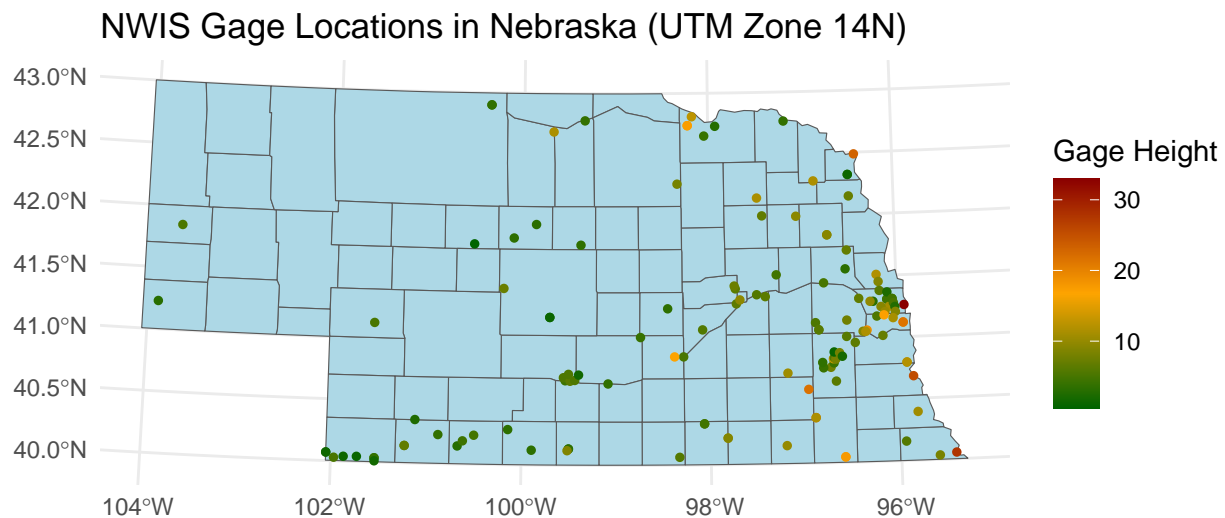 NWIS Gage Locations in Nebraska (UTM Zone 14N)
43.0°N
42.5°N
42.0°N
41.5°N
41.0°N
40.5°N
40.0°N
104°W 102°W 100°W 98°W 96°W
Gage Height
30
20
10